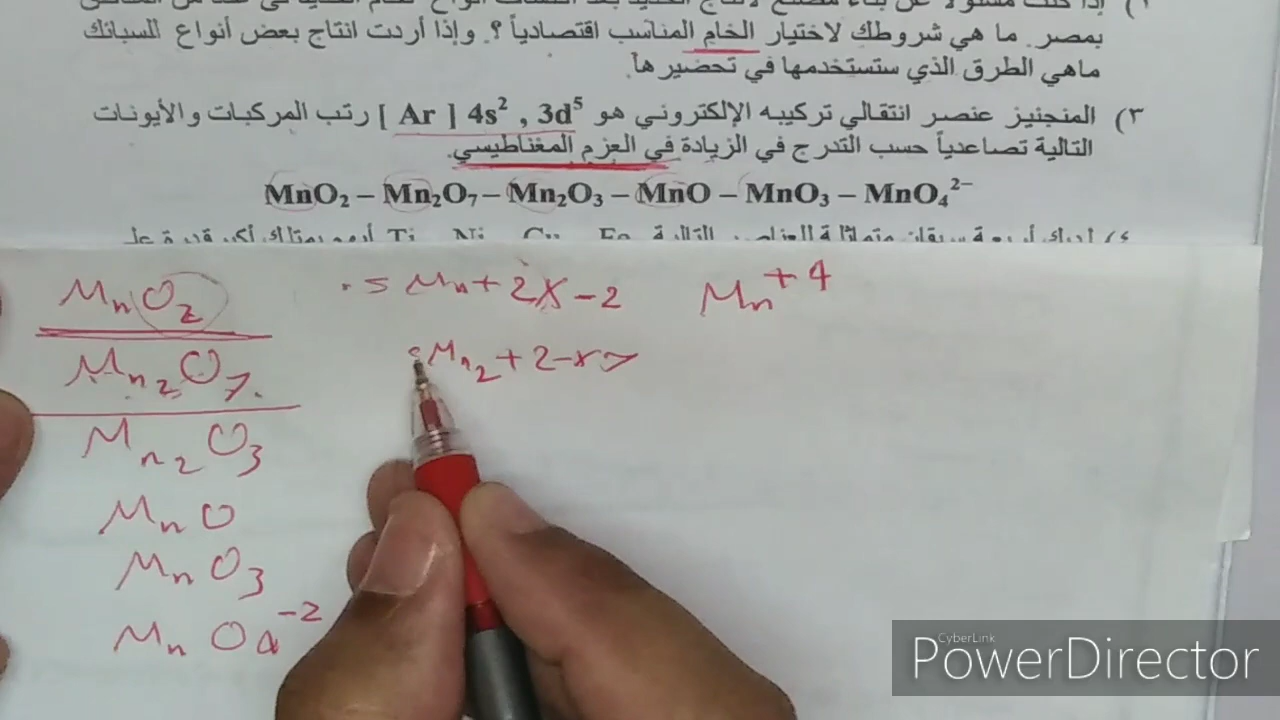 بمصر. ما هي شروطك لاختيار الخام المناسب اقتصادياً ؟. وإذا أردت انتاج بعض أنواع السبائك
ماهي الطرق الذي ستستخدمها في تحضيرها.
٣) المنجنيز عنصر انتقالي تركيبه الإلكتروني هو [ Ar ] 4s², 3d⁵ رتب المركبات والأيونات
التالية تصاعدياً حسب التدرج في الزيادة في العزم المغناطيسي.
MnO₂ – Mn₂O₇ – Mn₂O₃ – MnO – MnO₃ – MnO₄²⁻
MnO₂
Mn₂O₇
Mn₂O₃
MnO
MnO₃
Mn
Mn + 2x - 2
Mn⁺⁴
Mn₂ + 2 - x 7
CyberLink
PowerDirector